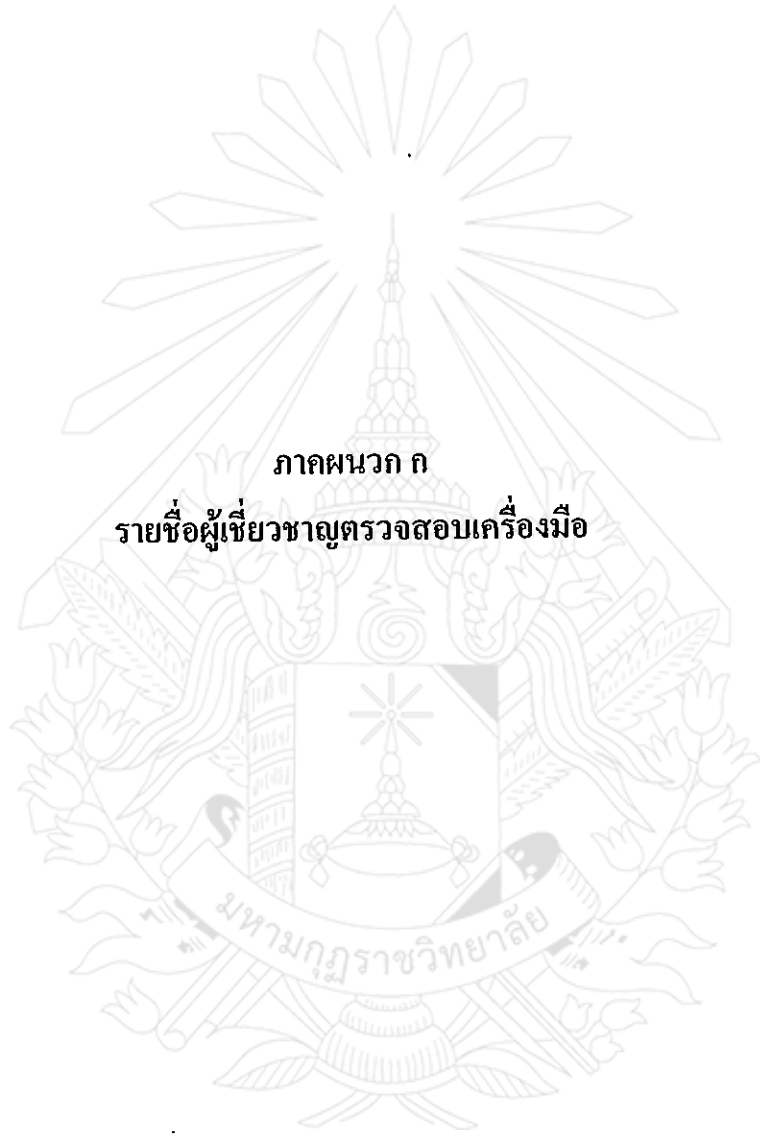 ภาคผนวก ก
รายชื่อผู้เชี่ยวชาญตรวจสอบเครื่องมือ
มหามกุฏราชวิทยาลัย